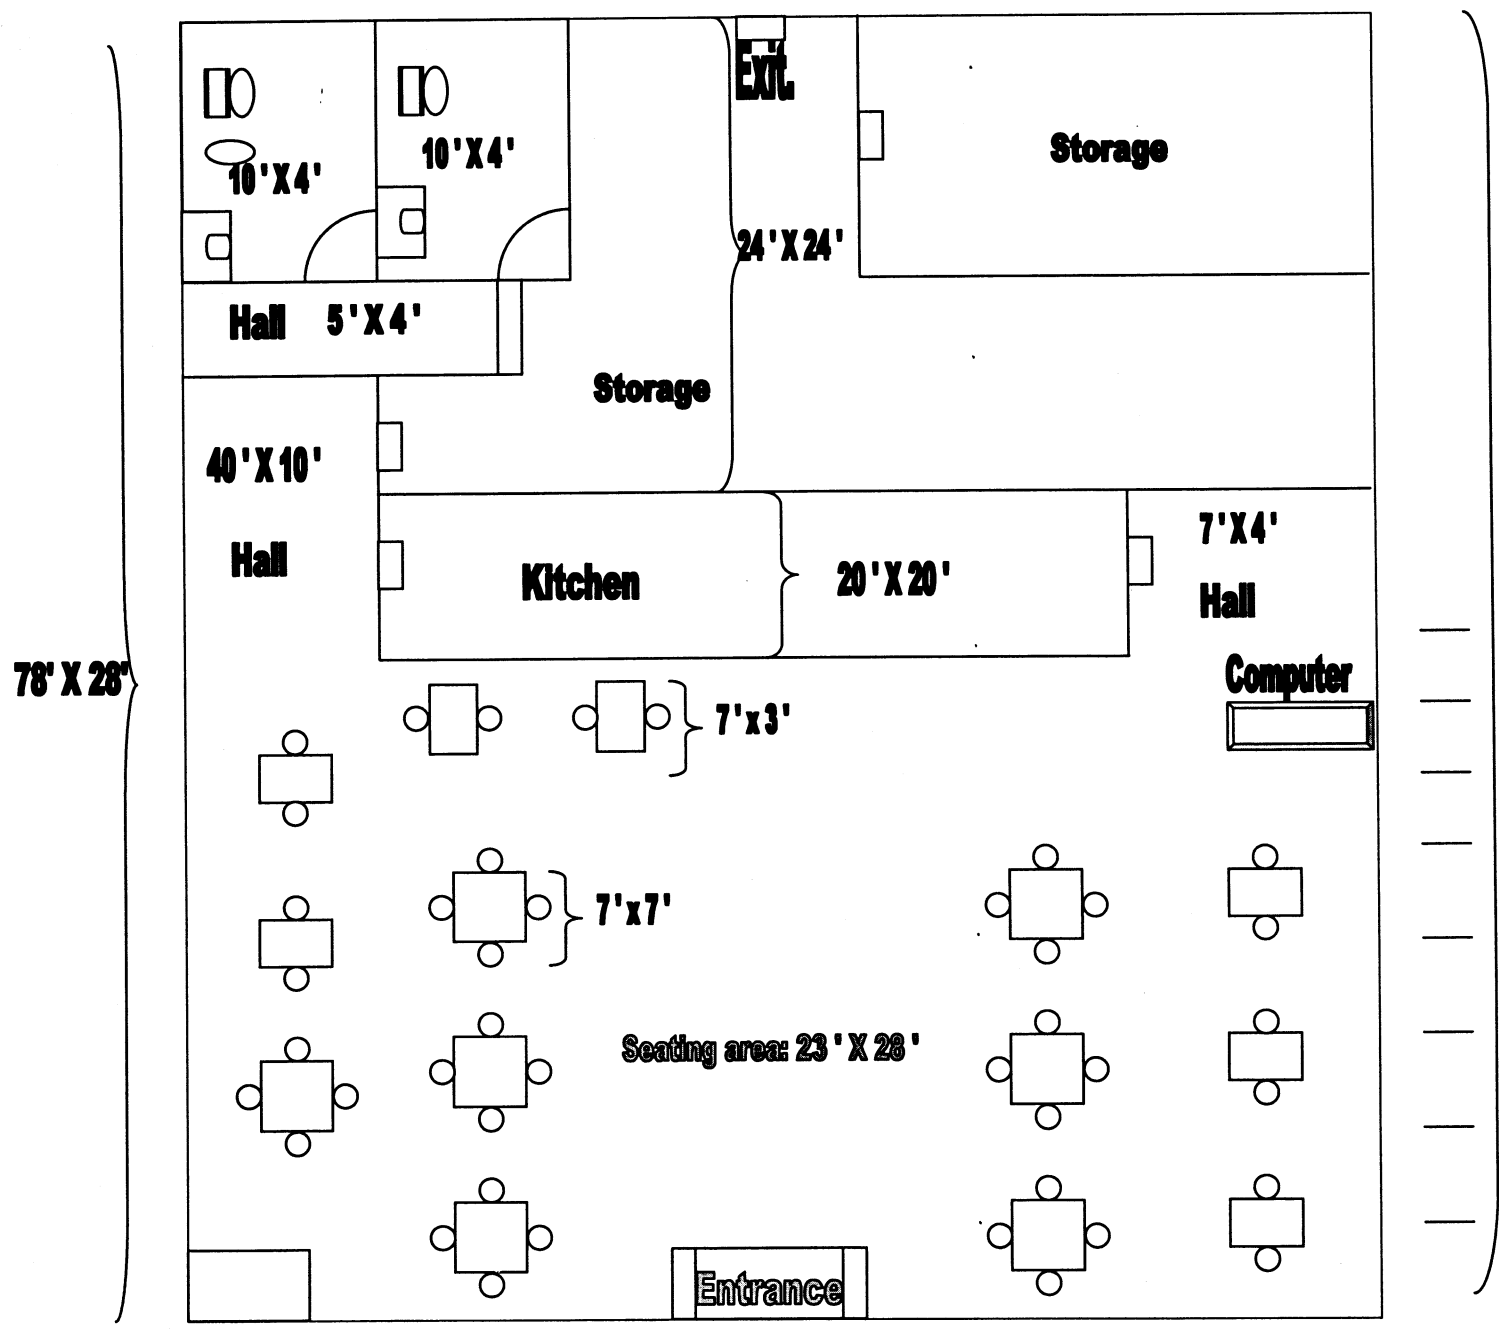 Exit.
Storage
10'X4'
10'X4'
24'X24'
Hall 5'X4'
Storage
40'X10'
7'X4'
Hall
Kitchen
20'X20'
Hall
78' X 28'
Computer
7'x3'
7'x7'
Seating area: 23'X28'
Entrance